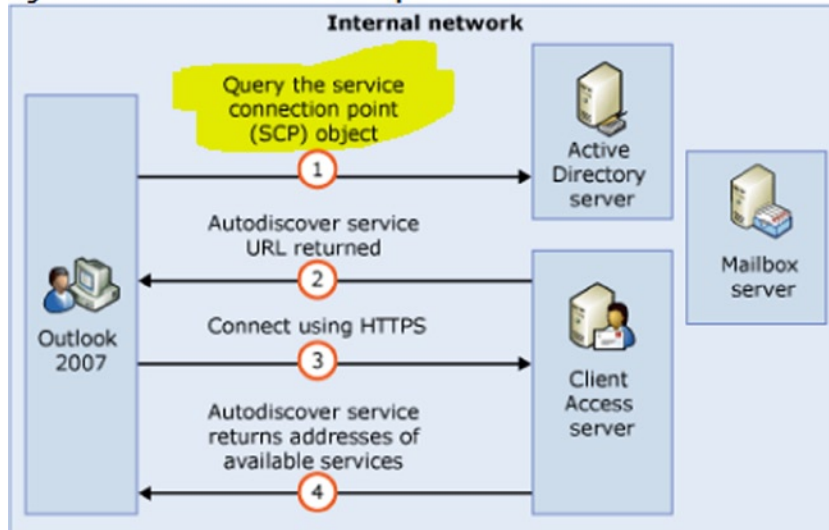 Internal network
Query the service
connection point
(SCP) object
1
Active
Directory
server
Autodiscover service
URL returned
2
Mailbox
server
Outlook
2007
Connect using HTTPS
3
Client
Access
server
Autodiscover service
returns addresses of
available services
4